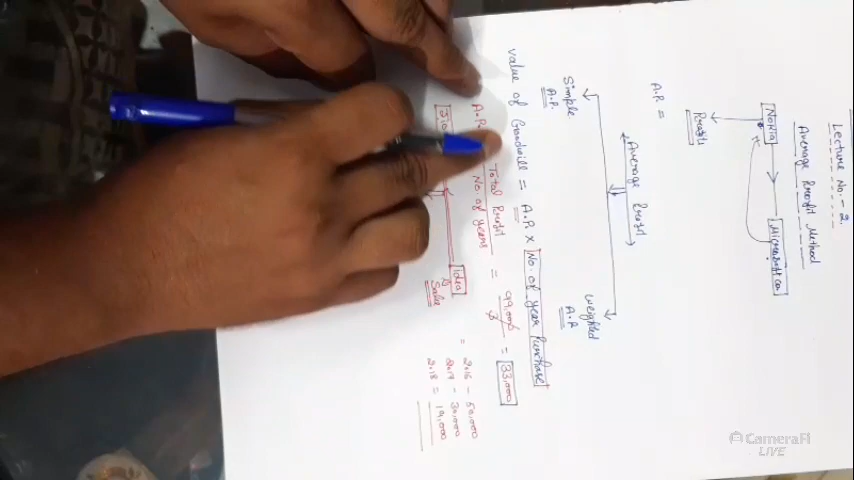 Lecture No. - 2.
Average Profit Method
Nokia
Microsoft co.
Profit
A.P. =
Average Profit
Simple
A.P.
weighted
A.P
value of Goodwill = A.P x No. of year Purchase
A.P. Total Profit = 99,000 = 33,000
No. of years 3
Jio
Idea
Sale
= 2016 - 50,000
2017 - 30,000
2018 = 19,000
CameraFi
LIVE